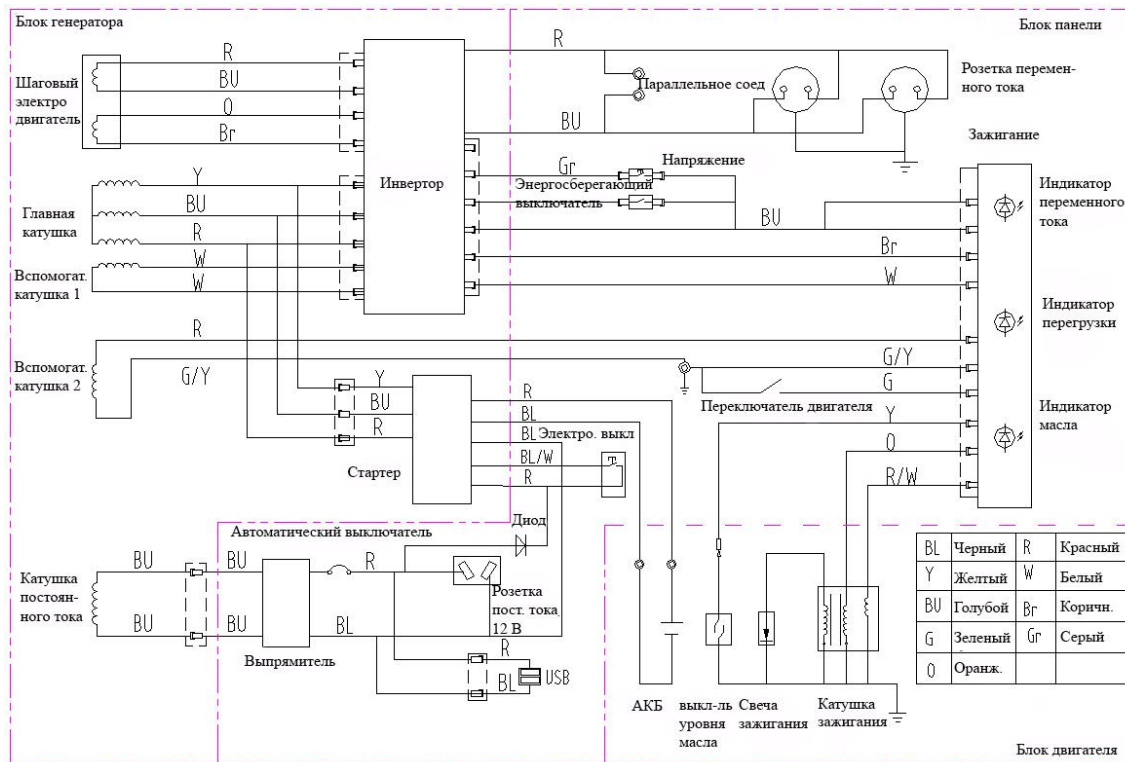 Блок генератора
Блок панели
R
BU
O
Br
Шаговый
электро
двигатель
R
BU
Параллельное соед
Розетка перемен-
ного тока
Зажигание
Инвертор
Y
BU
R
W
W
Главная
катушка
Вспомогат.
катушка 1
Gr
Напряжение
Энергосберегающий
выключатель
BU
Br
W
Индикатор
переменного
тока
Индикатор
перегрузки
Индикатор
масла
R
G/Y
Вспомогат.
катушка 2
G/Y
G
Переключатель двигателя
Y
O
R/W
Y
BU
R
Стартер
R
BL
BL
Электро. выкл
BL/W
R
Диод
Автоматический выключатель
Катушка
постоян-
ного тока
BU
BU
BU
BU
R
BL
Выпрямитель
Розетка
пост. тока
12 В
R
BL
USB
АКБ
выкл-ль
уровня
масла
Свеча
зажигания
Катушка
зажигания
BL Черный R Красный
Y Желтый W Белый
BU Голубой Br Коричн.
G Зеленый Gr Серый
O Оранж.
Блок двигателя